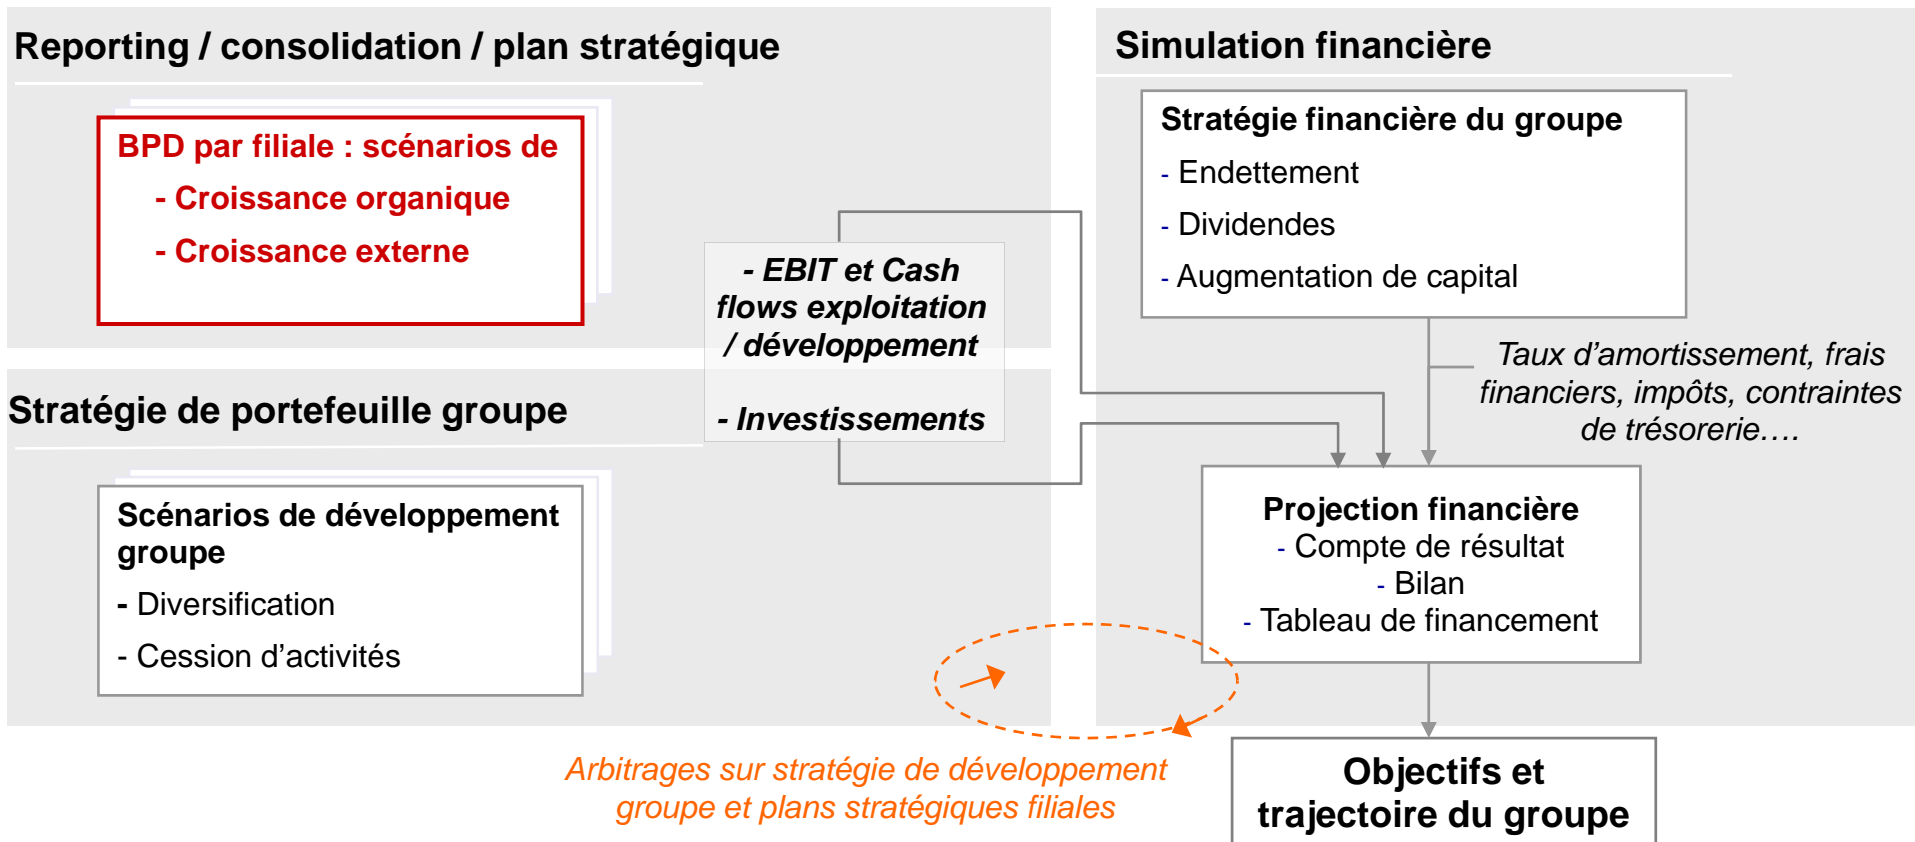 Reporting / consolidation / plan stratégique
BPD par filiale : scénarios de
- Croissance organique
- Croissance externe
- EBIT et Cash
flows exploitation
/ développement
- Investissements
Stratégie de portefeuille groupe
Scénarios de développement
groupe
- Diversification
- Cession d’activités
Simulation financière
Stratégie financière du groupe
- Endettement
- Dividendes
- Augmentation de capital
Taux d’amortissement, frais
financiers, impôts, contraintes
de trésorerie….
Projection financière
- Compte de résultat
- Bilan
- Tableau de financement
Arbitrages sur stratégie de développement
groupe et plans stratégiques filiales
Objectifs et
trajectoire du groupe